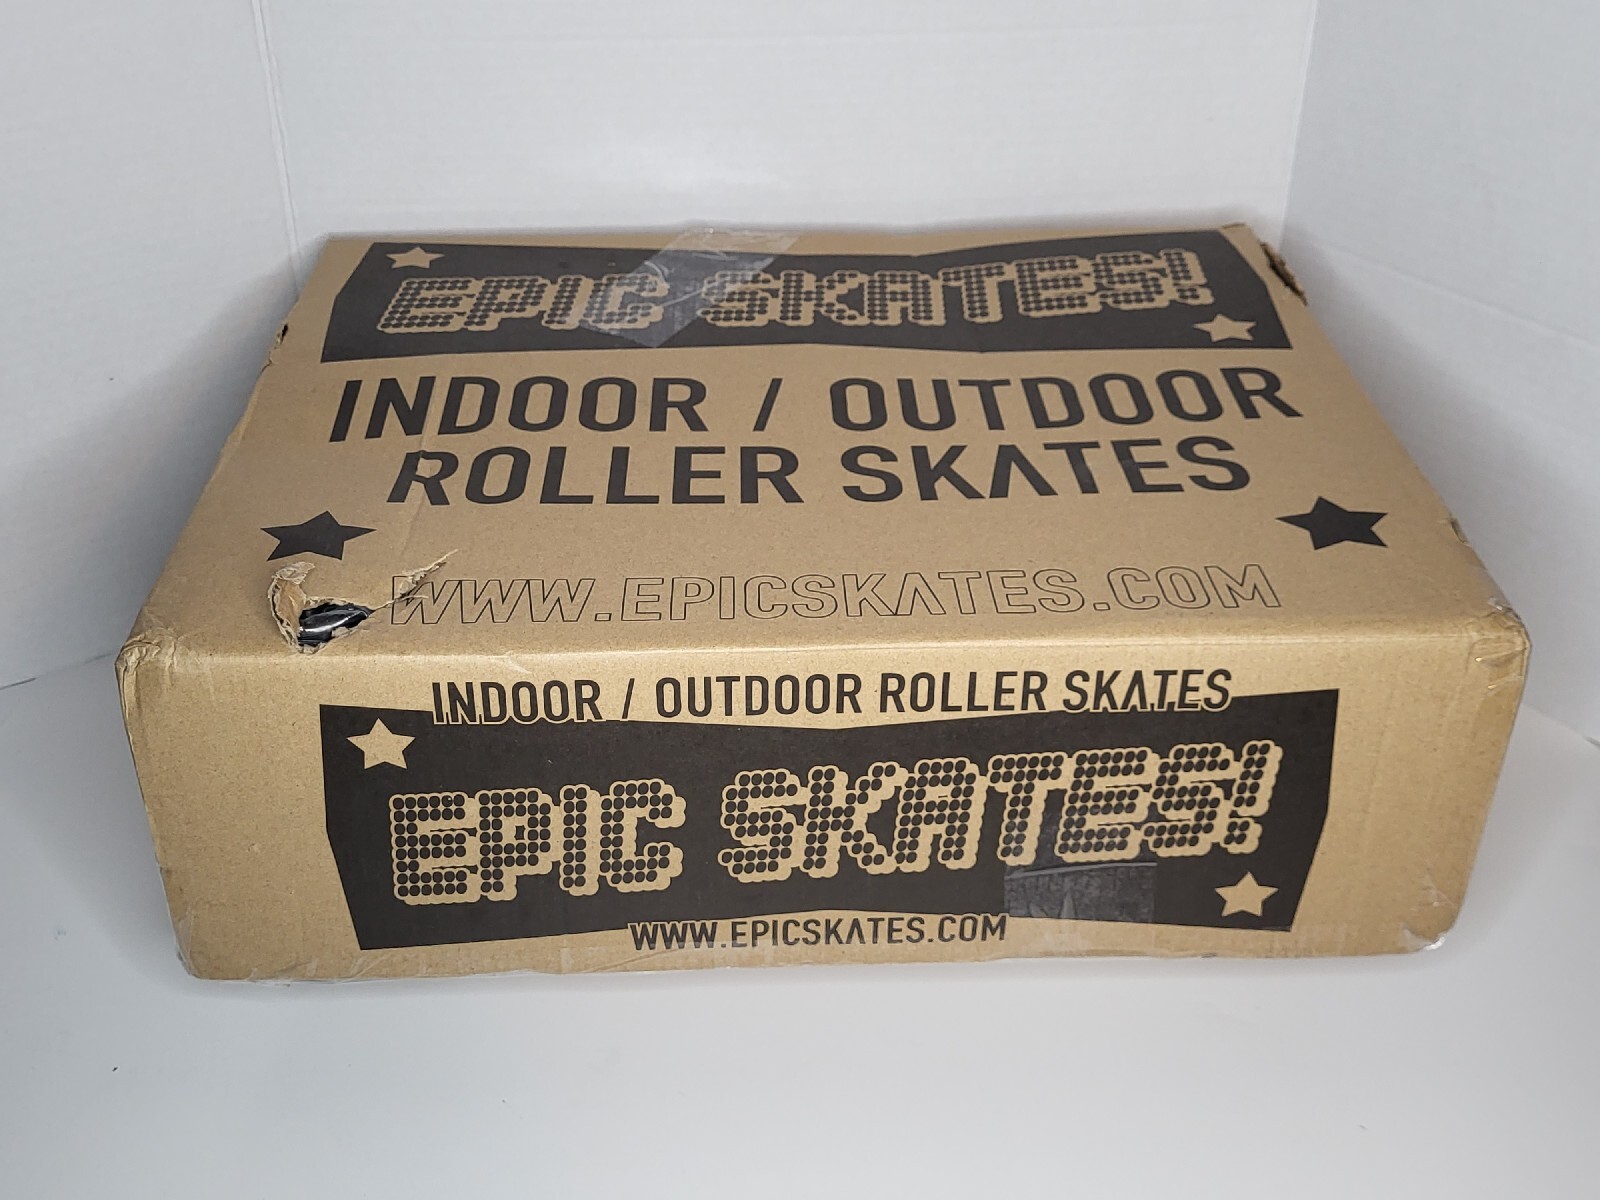 EPIC SKATES!
INDOOR / OUTDOOR
ROLLER SKATES
WWW.EPICSKATES.COM
INDOOR / OUTDOOR ROLLER SKATES
EPIC SKATES!
WWW.EPICSKATES.COM